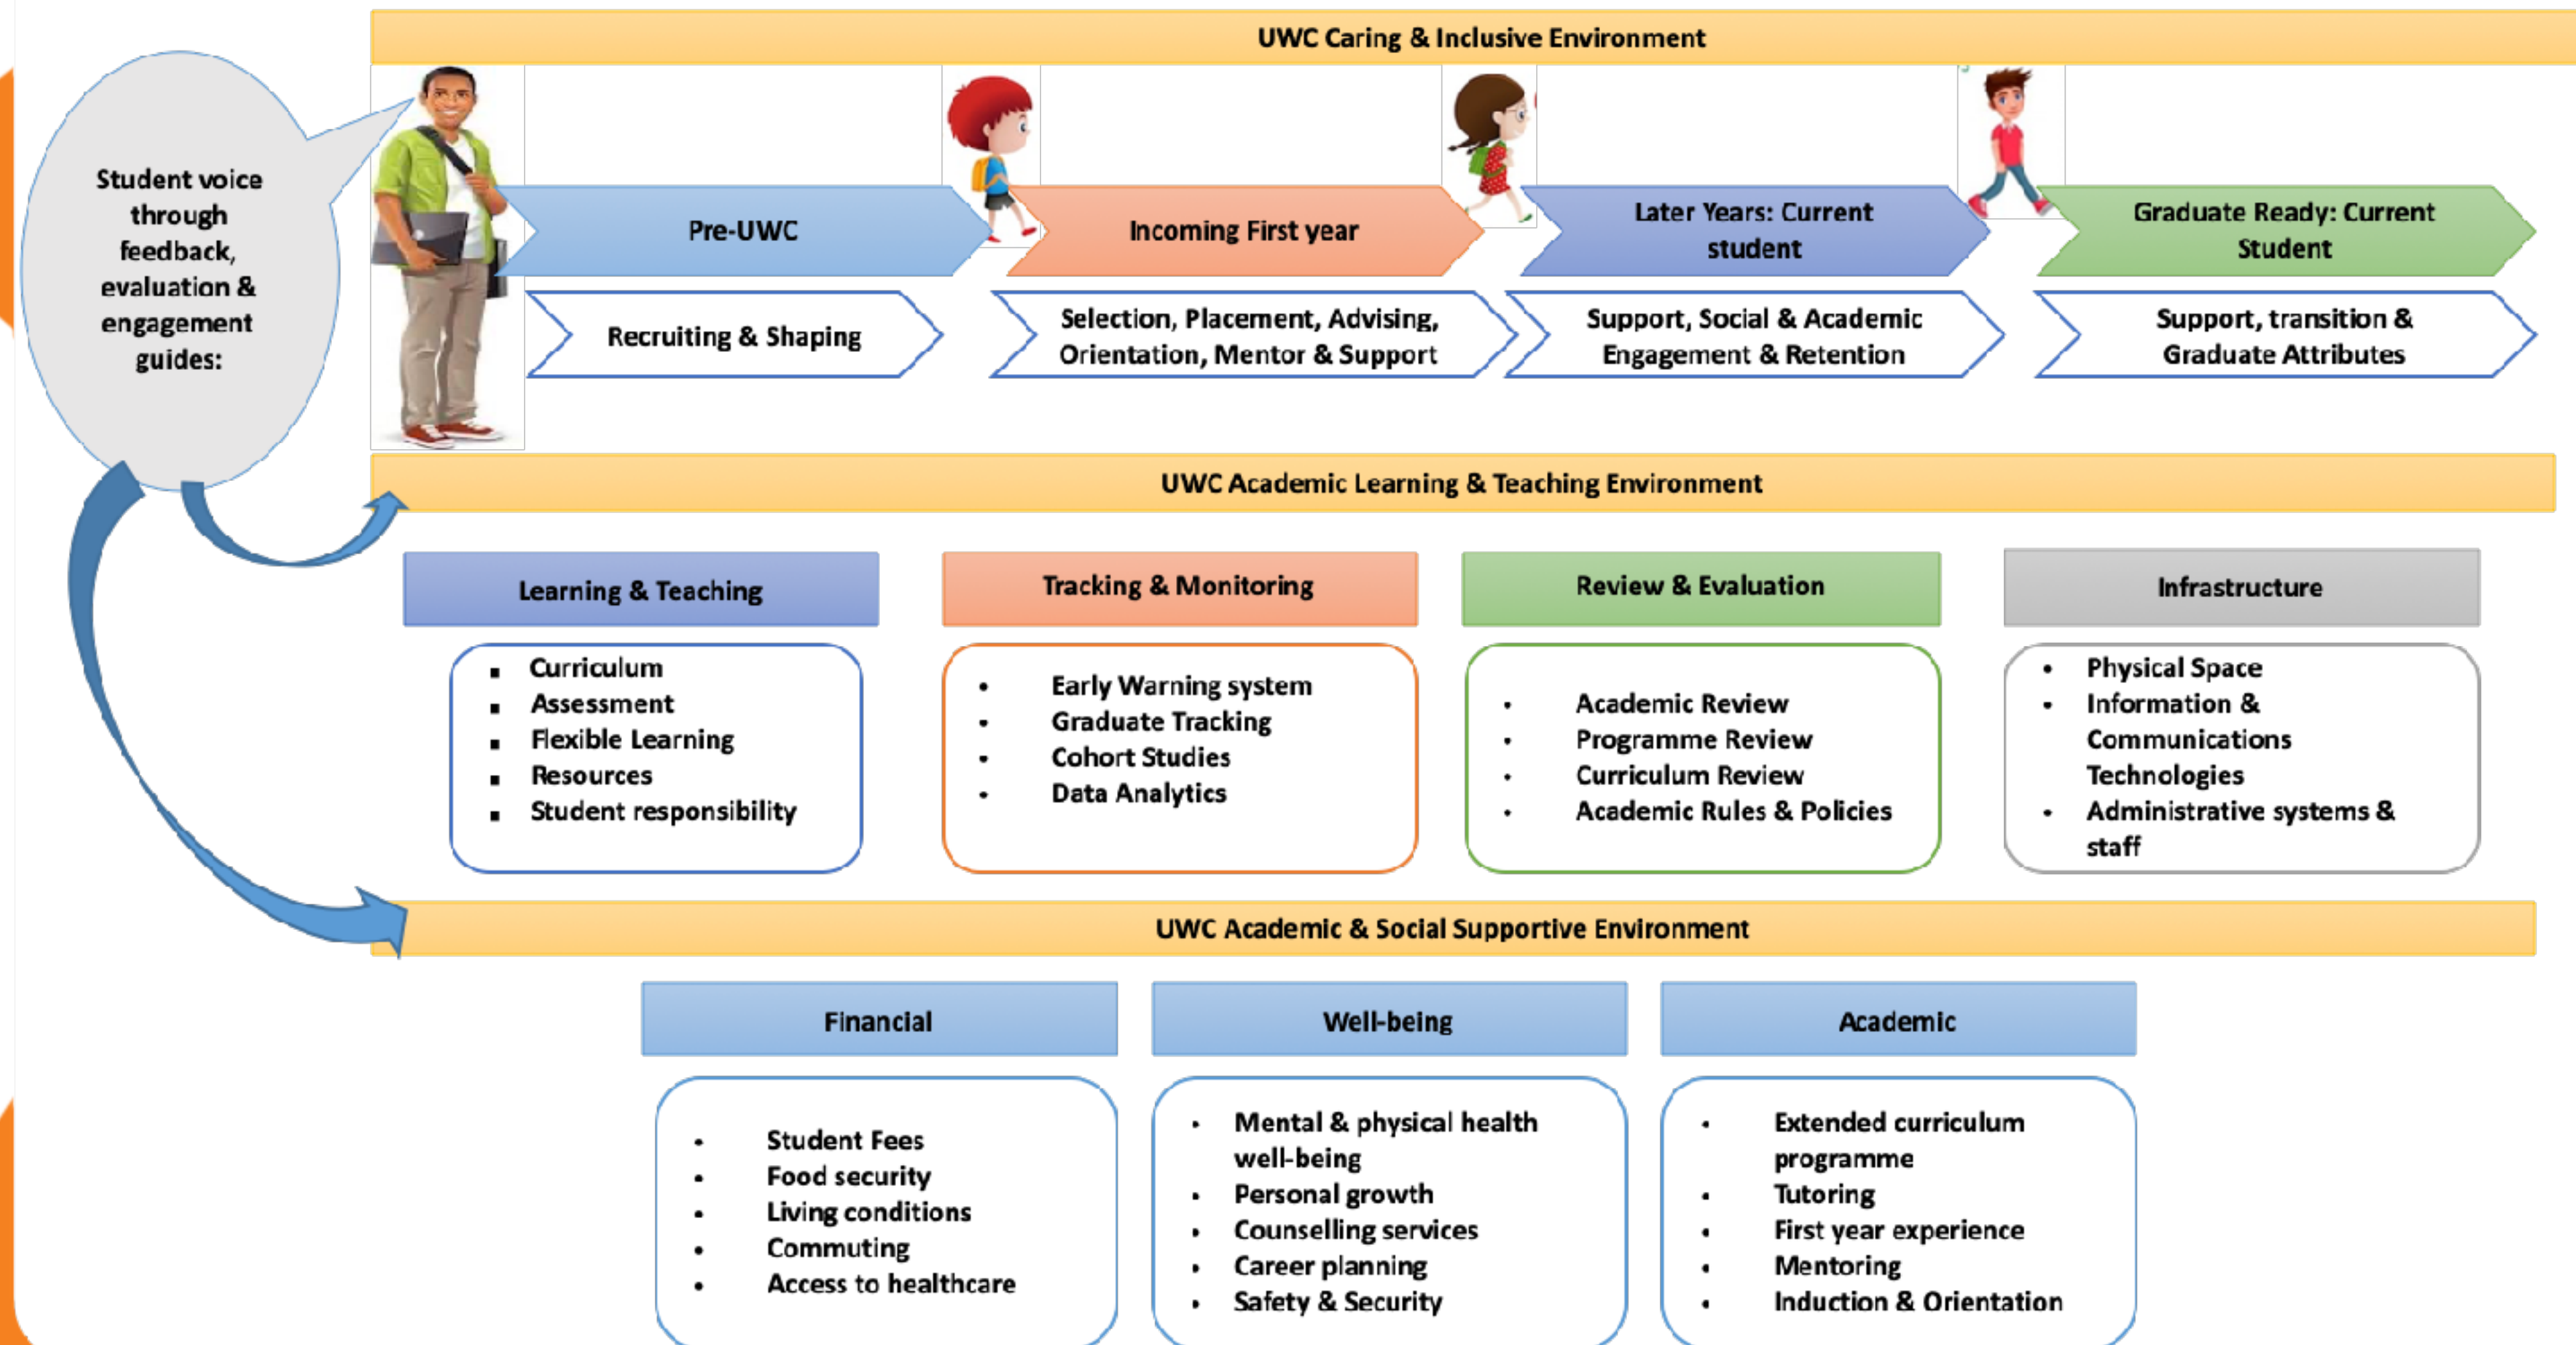 UWC Caring & Inclusive Environment
Student voice
through
feedback,
evaluation &
engagement
guides:
Pre-UWC
Incoming First year
Later Years: Current
student
Graduate Ready: Current
Student
Recruiting & Shaping
Selection, Placement, Advising,
Orientation, Mentor & Support
Support, Social & Academic
Engagement & Retention
Support, transition &
Graduate Attributes
UWC Academic Learning & Teaching Environment
Learning & Teaching
▪ Curriculum
▪ Assessment
▪ Flexible Learning
▪ Resources
▪ Student responsibility
Tracking & Monitoring
• Early Warning system
• Graduate Tracking
• Cohort Studies
• Data Analytics
Review & Evaluation
• Academic Review
• Programme Review
• Curriculum Review
• Academic Rules & Policies
Infrastructure
• Physical Space
• Information &
Communications
Technologies
• Administrative systems &
staff
UWC Academic & Social Supportive Environment
Financial
• Student Fees
• Food security
• Living conditions
• Commuting
• Access to healthcare
Well-being
• Mental & physical health
well-being
• Personal growth
• Counselling services
• Career planning
• Safety & Security
Academic
• Extended curriculum
programme
• Tutoring
• First year experience
• Mentoring
• Induction & Orientation